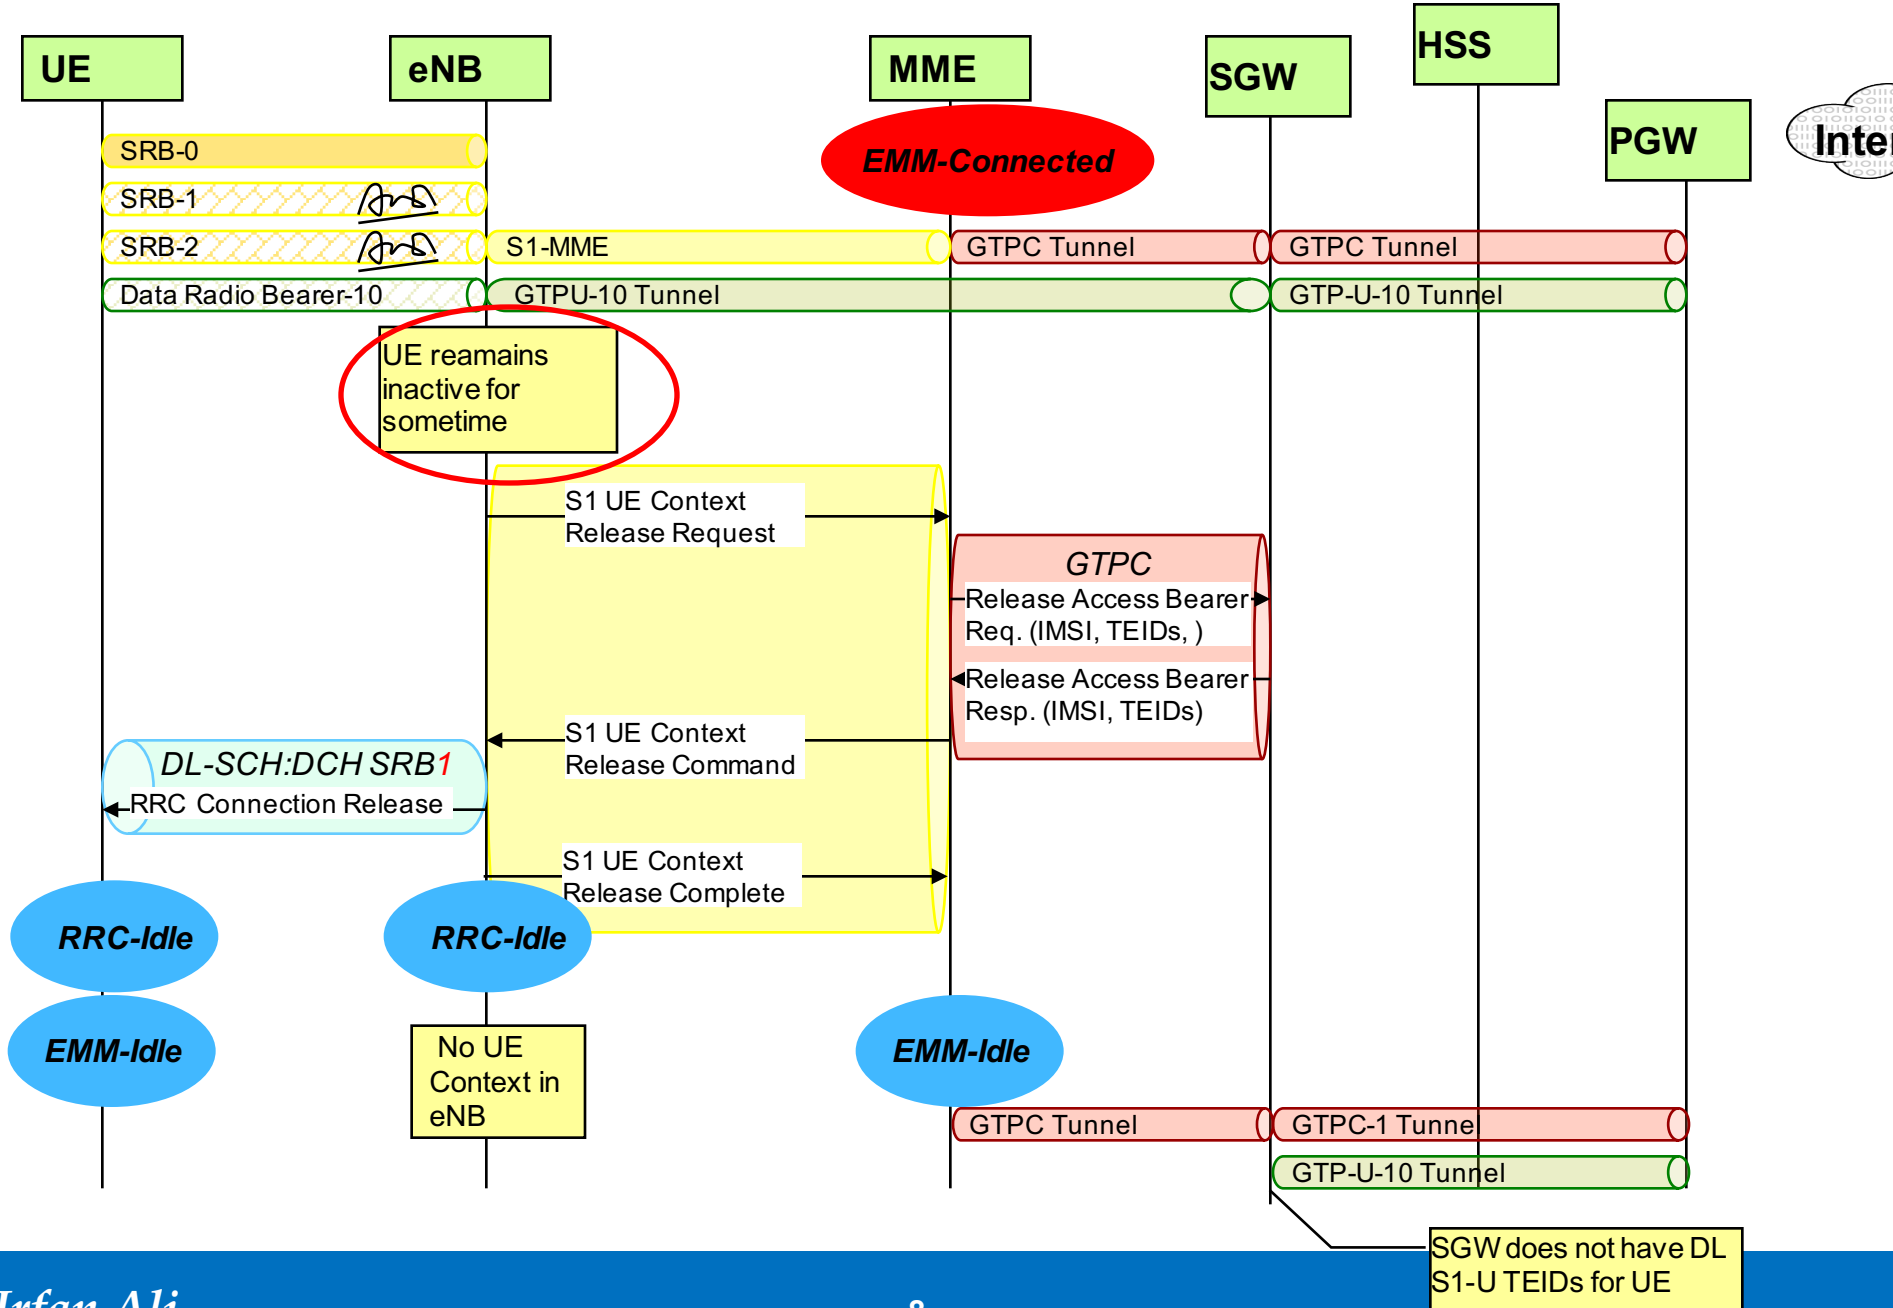 UE
eNB
MME
SGW
HSS
PGW
SRB-0
EMM-Connected
SRB-1
SRB-2
S1-MME
GTPC Tunnel
GTPC Tunnel
Data Radio Bearer-10
GTPU-10 Tunnel
GTP-U-10 Tunnel
UE reamains
inactive for
sometime
S1 UE Context
Release Request
GTPC
Release Access Bearer
Req. (IMSI, TEIDs, )
Release Access Bearer
Resp. (IMSI, TEIDs)
S1 UE Context
Release Command
DL-SCH:DCH SRB1
RRC Connection Release
S1 UE Context
Release Complete
RRC-Idle
RRC-Idle
EMM-Idle
No UE
Context in
eNB
EMM-Idle
GTPC Tunnel
GTPC-1 Tunnel
GTP-U-10 Tunnel
SGW does not have DL
S1-U TEIDs for UE
Irfan Ali